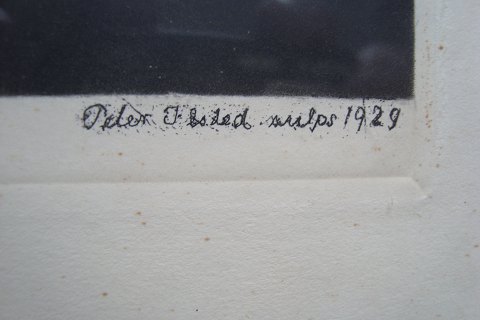 Peter Ilsted sculps 1929